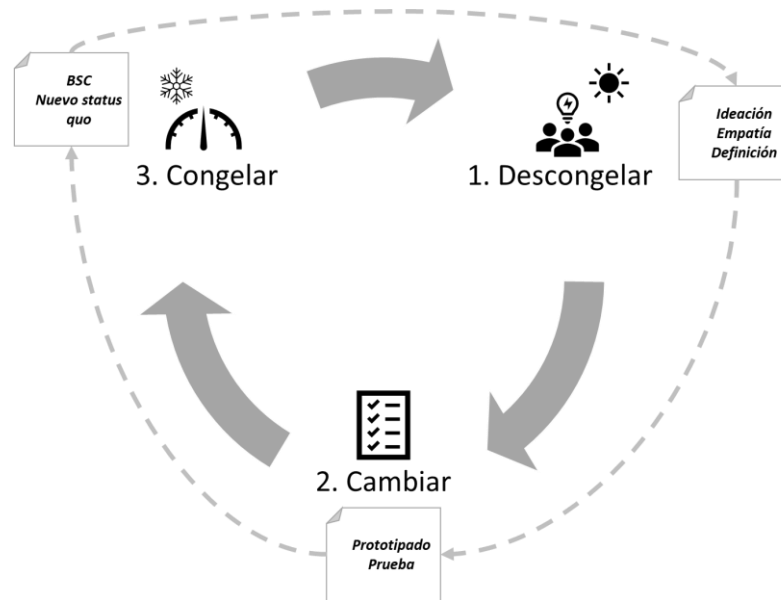 BSC
Nuevo status
quo
3. Congelar
1. Descongelar
Ideación
Empatía
Definición
2. Cambiar
Prototipado
Prueba